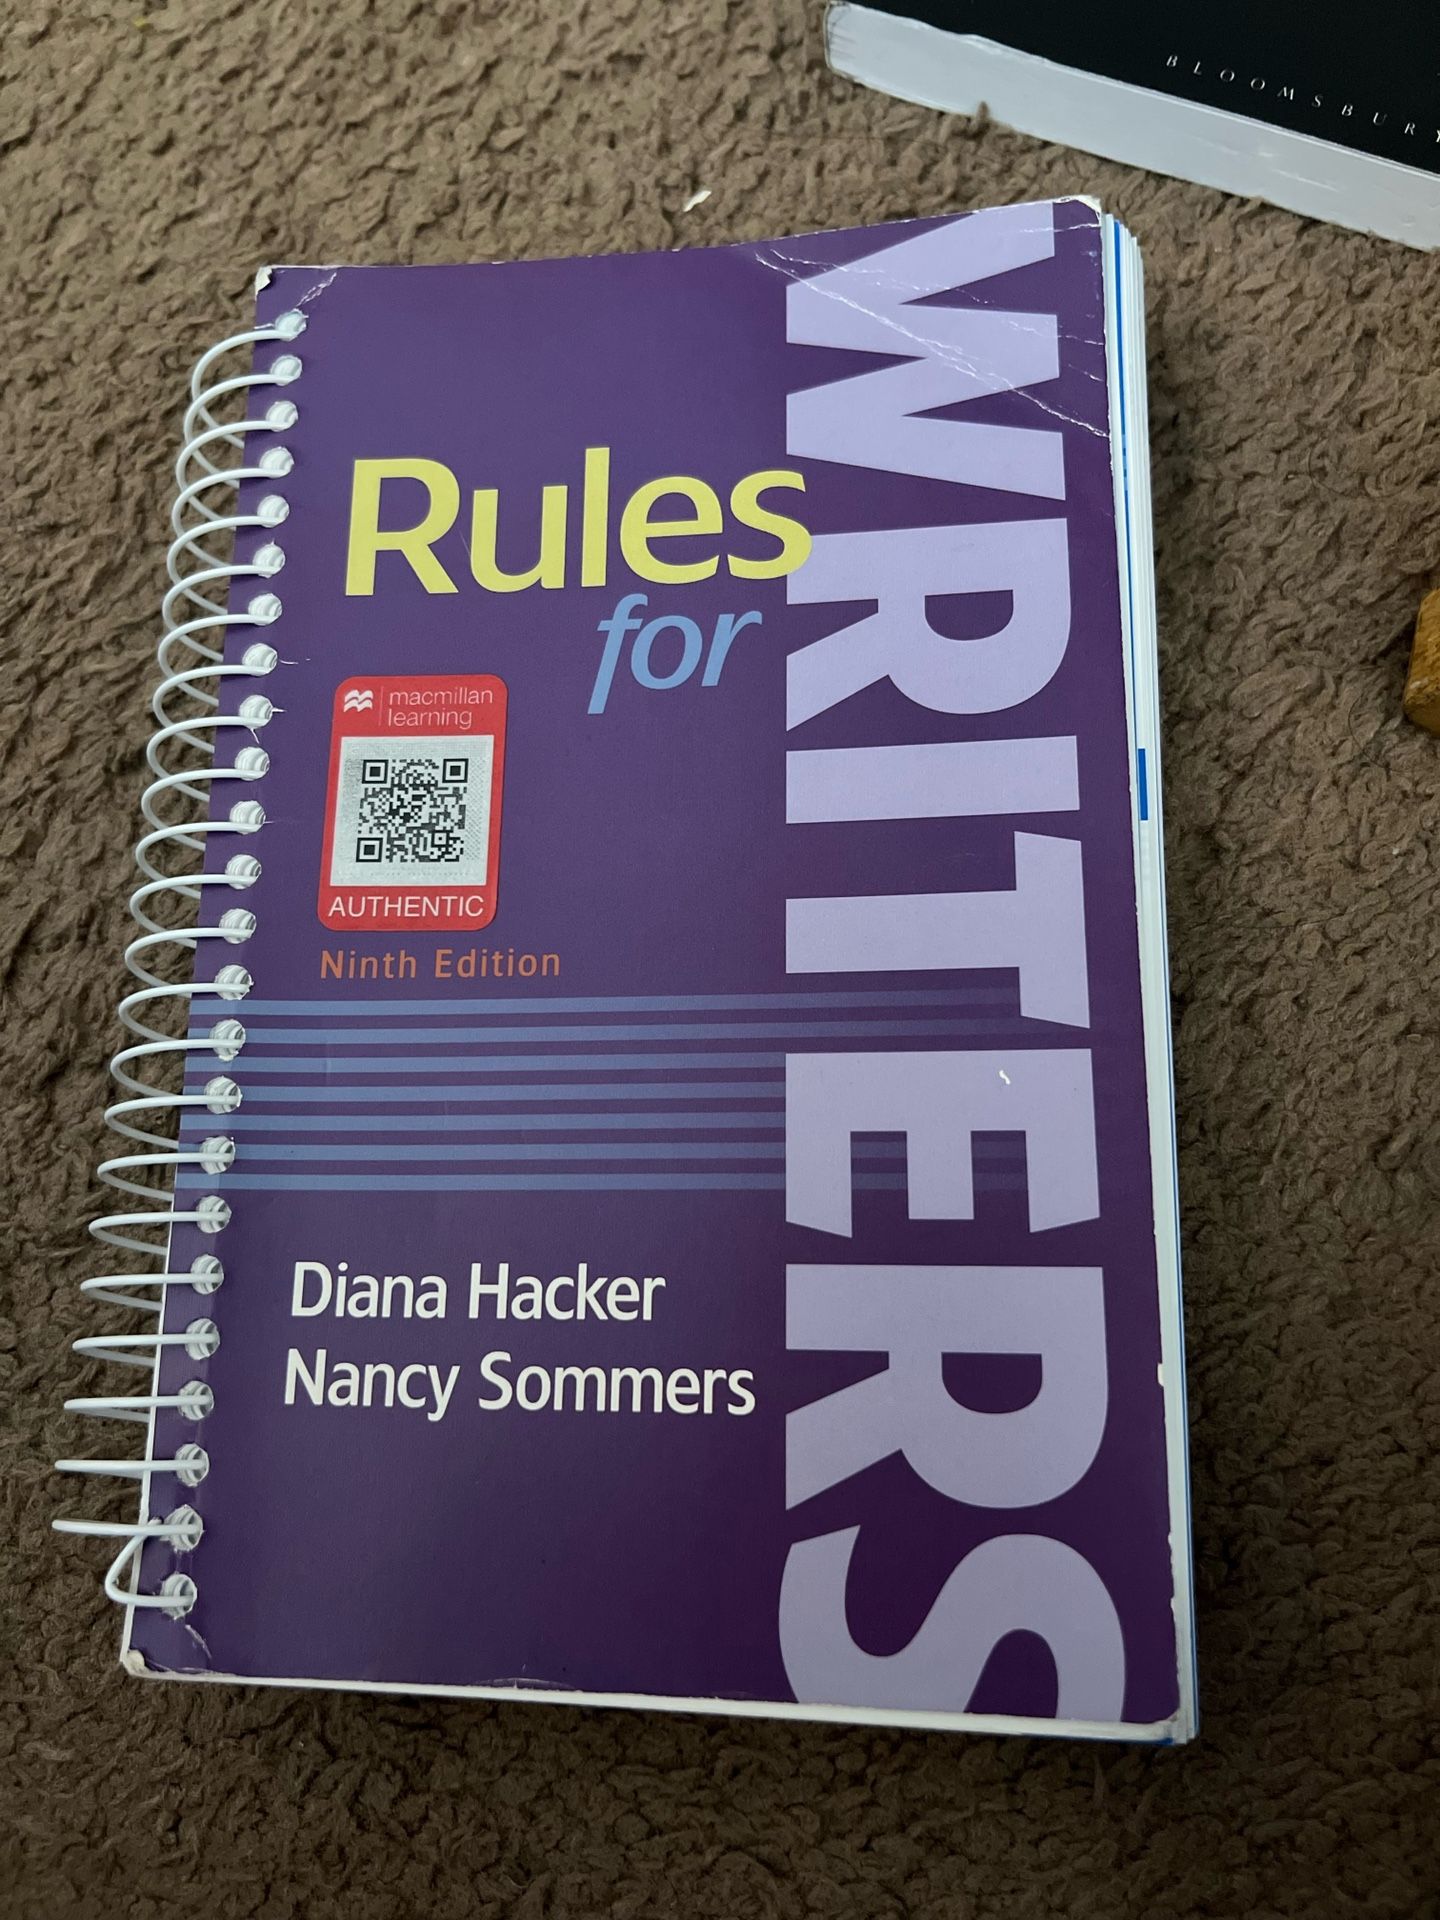 BLOOMSBURY
Rules
for
WRITERS
macmillan
learning
AUTHENTIC
Ninth Edition
Diana Hacker
Nancy Sommers